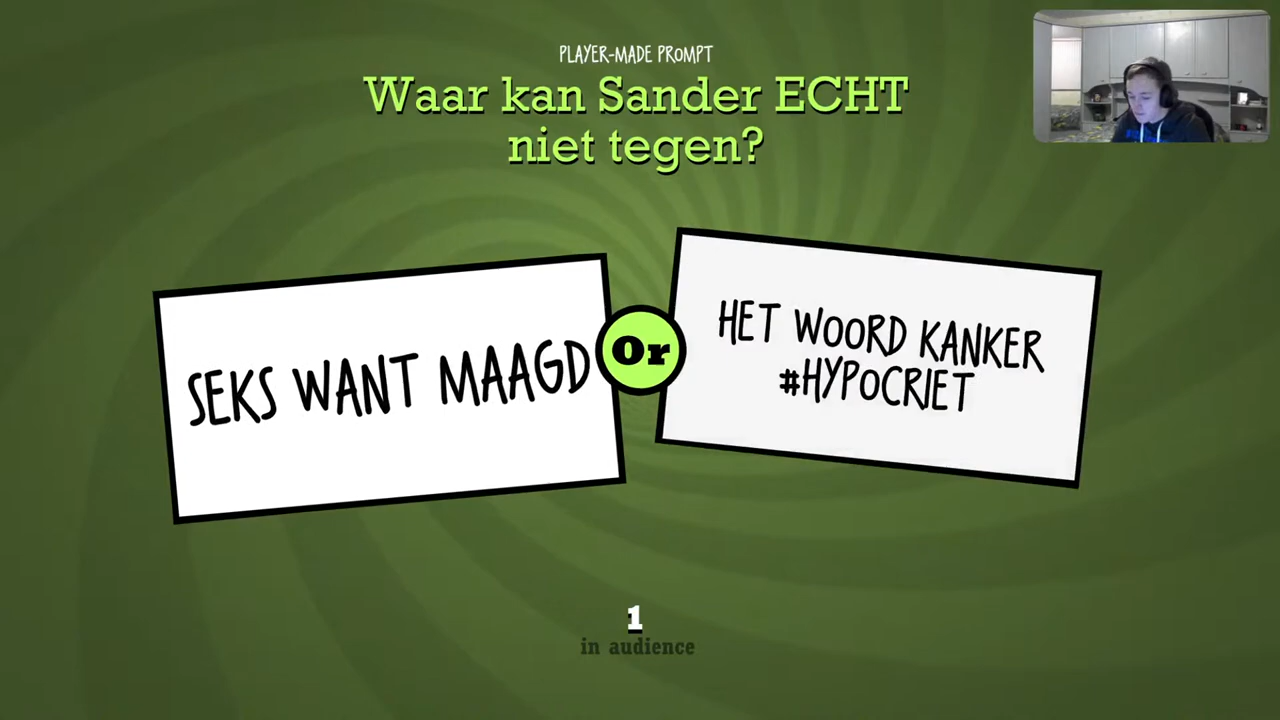 PLAYER-MADE PROMPT
Waar kan Sander ECHT
niet tegen?
SEKS WANT MAAGD
Or
HET WOORD KANKER
#HYPOCRIET
1
in audience